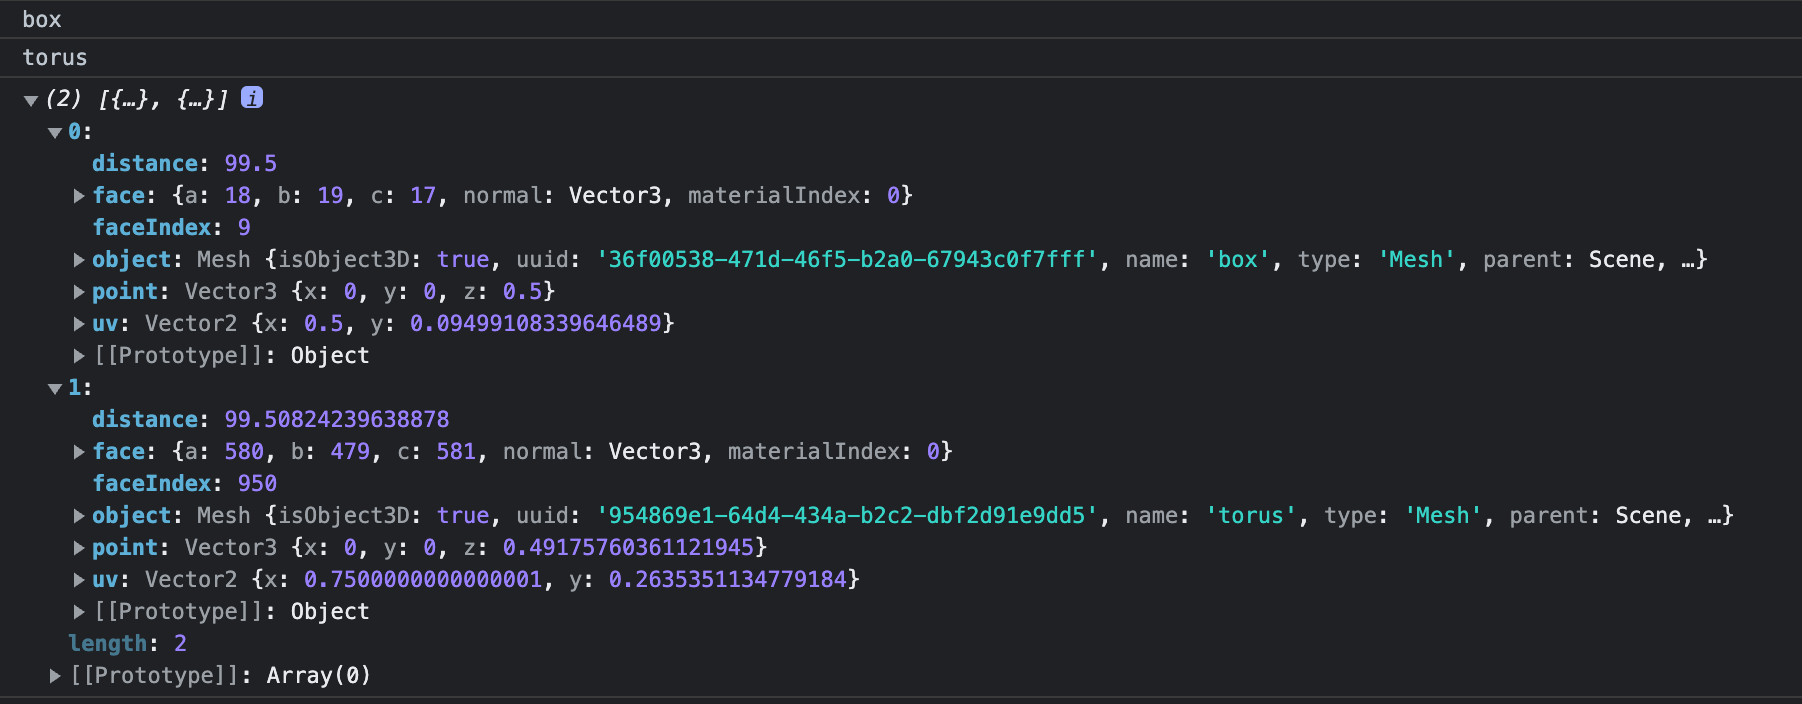 box
torus
▼(2) [{…}, {…}] i
▼0:
distance: 99.5
▶face: {a: 18, b: 19, c: 17, normal: Vector3, materialIndex: 0}
faceIndex: 9
▶object: Mesh {isObject3D: true, uuid: '36f00538-471d-46f5-b2a0-67943c0f7fff', name: 'box', type: 'Mesh', parent: Scene, …}
▶point: Vector3 {x: 0, y: 0, z: 0.5}
▶uv: Vector2 {x: 0.5, y: 0.09499108339646489}
▶[[Prototype]]: Object
▼1:
distance: 99.50824239638878
▶face: {a: 580, b: 479, c: 581, normal: Vector3, materialIndex: 0}
faceIndex: 950
▶object: Mesh {isObject3D: true, uuid: '954869e1-64d4-434a-b2c2-dbf2d91e9dd5', name: 'torus', type: 'Mesh', parent: Scene, …}
▶point: Vector3 {x: 0, y: 0, z: 0.49175760361121945}
▶uv: Vector2 {x: 0.7500000000000001, y: 0.2635351134779184}
▶[[Prototype]]: Object
length: 2
▶[[Prototype]]: Array(0)